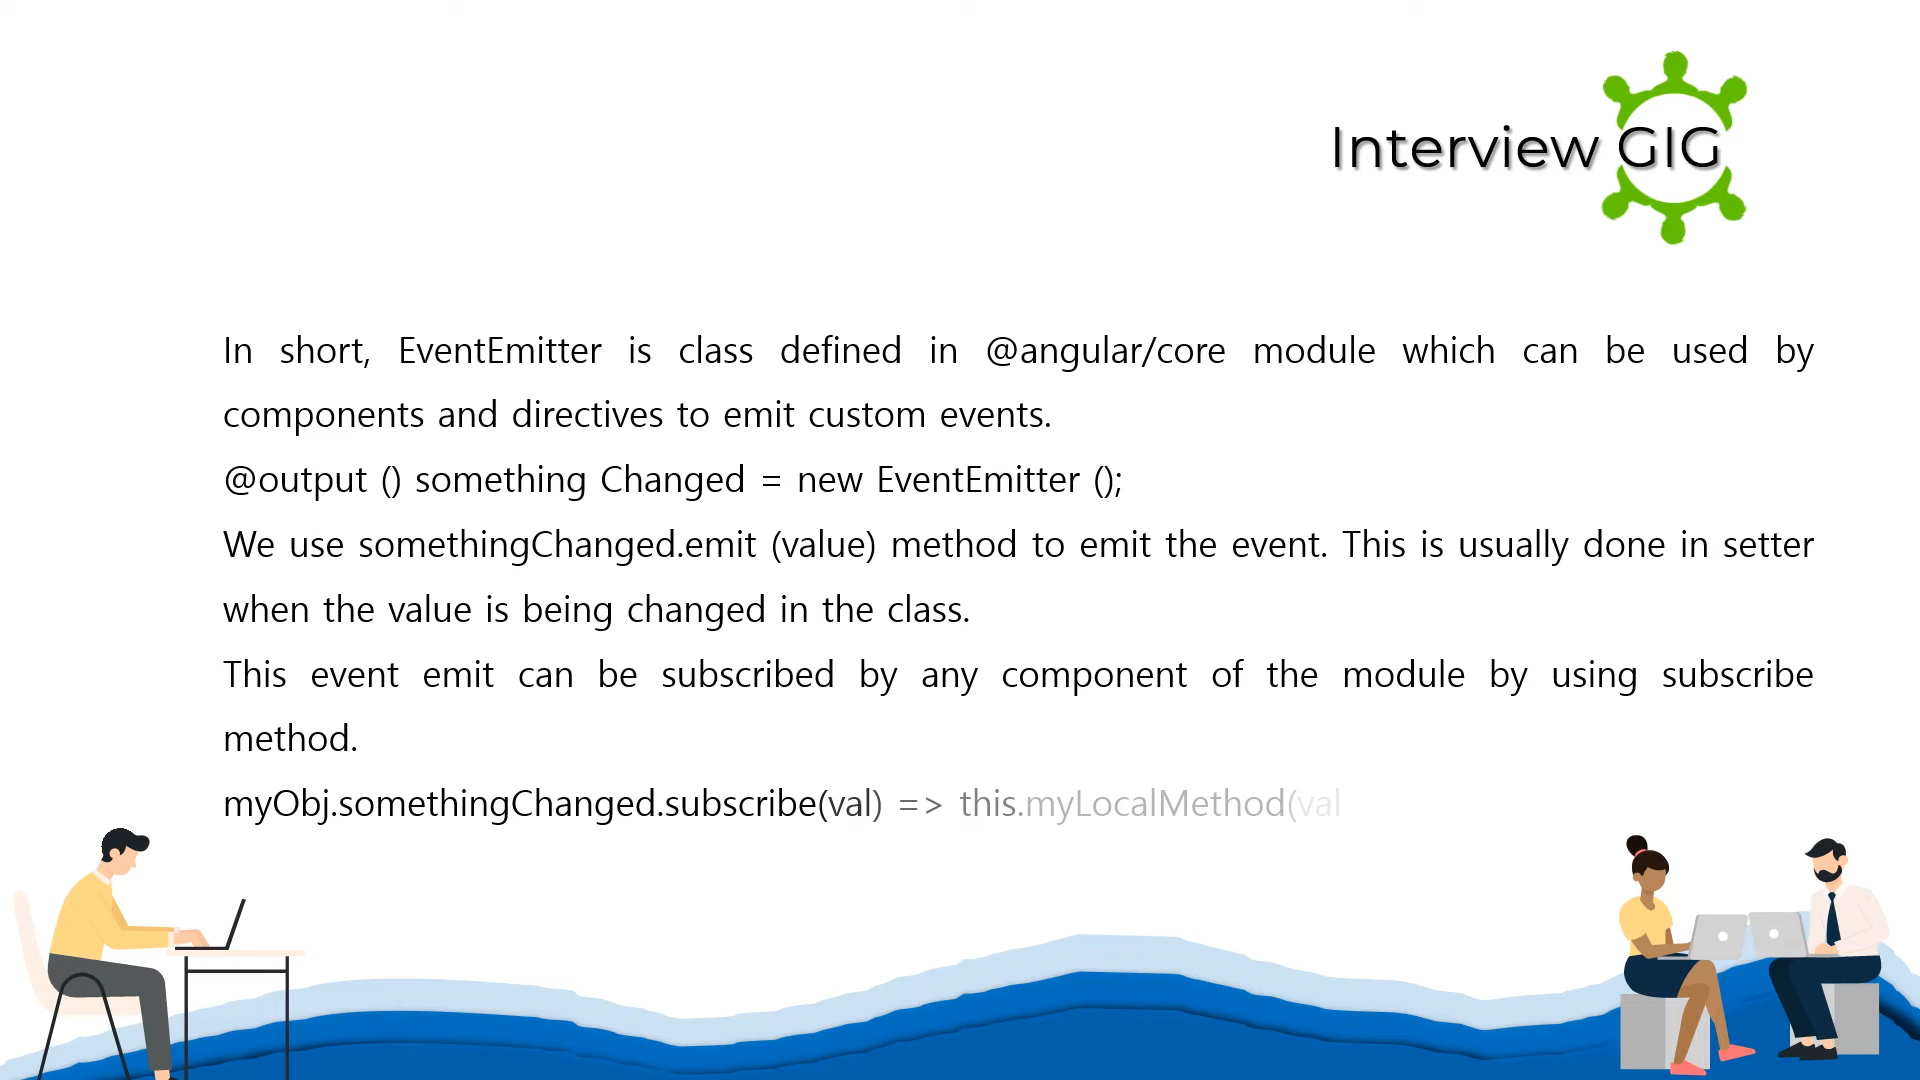 Interview GIG
In short, EventEmitter is class defined in @angular/core module which can be used by
components and directives to emit custom events.
@output () something Changed = new EventEmitter ();
We use somethingChanged.emit (value) method to emit the event. This is usually done in setter
when the value is being changed in the class.
This event emit can be subscribed by any component of the module by using subscribe
method.
myObj.somethingChanged.subscribe(val) => this.myLocalMethod(val